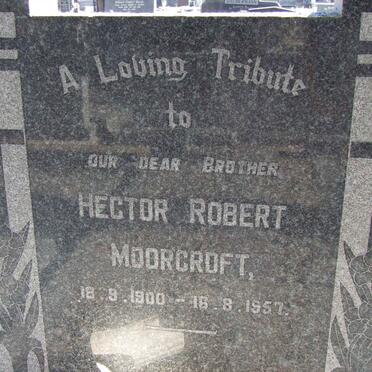 A Loving Tribute
to
OUR DEAR BROTHER
HECTOR ROBERT
MOORCROFT,
18.9.1900 – 16.8.1957.